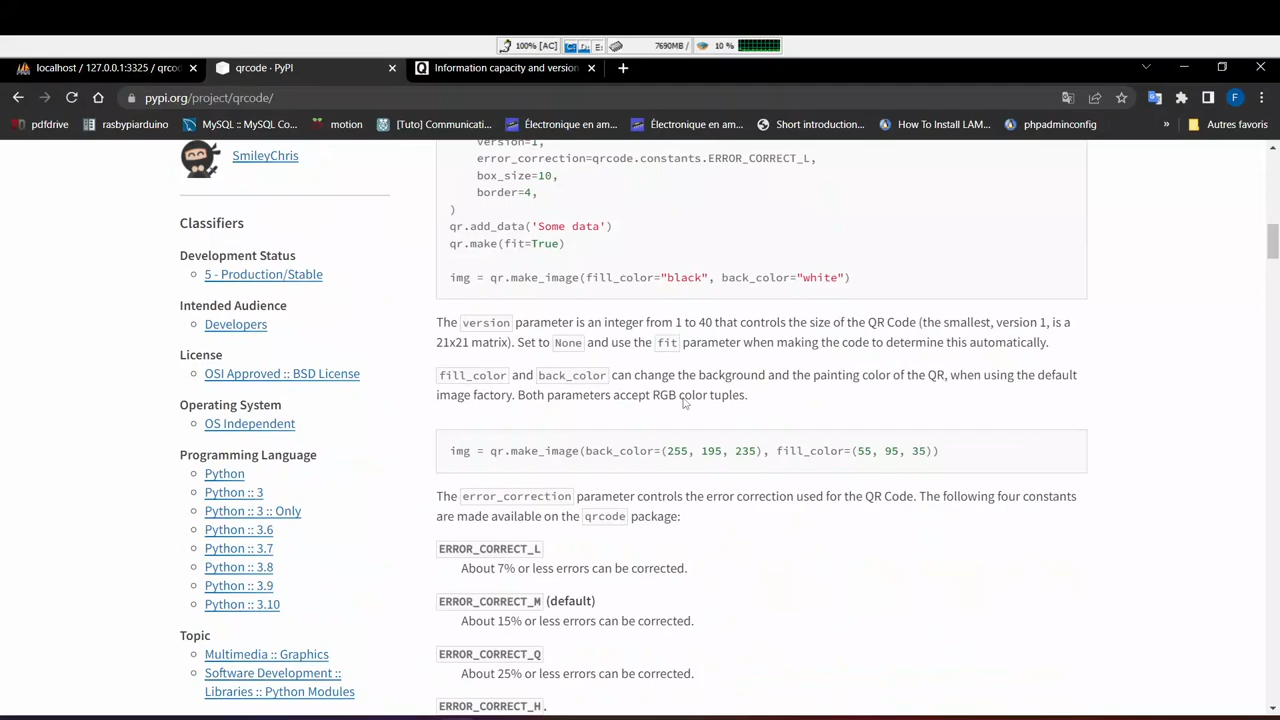 100% [AC]
7690MB /
10 %
localhost / 127.0.0.1:3325 / qrco
qrcode · PyPI
Information capacity and version
pypi.org/project/qrcode/
F
pdfdrive
rasbypiarduino
MySQL :: MySQL Co...
motion
[Tuto] Communicati...
Électronique en am...
Électronique en am...
Short introduction...
How To Install LAM...
phpadminconfig
»
Autres favoris
SmileyChris
Classifiers
Development Status
5 - Production/Stable
Intended Audience
Developers
License
OSI Approved :: BSD License
Operating System
OS Independent
Programming Language
Python
Python :: 3
Python :: 3 :: Only
Python :: 3.6
Python :: 3.7
Python :: 3.8
Python :: 3.9
Python :: 3.10
Topic
Multimedia :: Graphics
Software Development ::
Libraries :: Python Modules
version=1,
error_correction=qrcode.constants.ERROR_CORRECT_L,
box_size=10,
border=4,
)
qr.add_data('Some data')
qr.make(fit=True)
img = qr.make_image(fill_color="black", back_color="white")
The version parameter is an integer from 1 to 40 that controls the size of the QR Code (the smallest, version 1, is a
21x21 matrix). Set to None and use the fit parameter when making the code to determine this automatically.
fill_color and back_color can change the background and the painting color of the QR, when using the default
image factory. Both parameters accept RGB color tuples.
img = qr.make_image(back_color=(255, 195, 235), fill_color=(55, 95, 35))
The error_correction parameter controls the error correction used for the QR Code. The following four constants
are made available on the qrcode package:
ERROR_CORRECT_L
About 7% or less errors can be corrected.
ERROR_CORRECT_M (default)
About 15% or less errors can be corrected.
ERROR_CORRECT_Q
About 25% or less errors can be corrected.
ERROR_CORRECT_H.